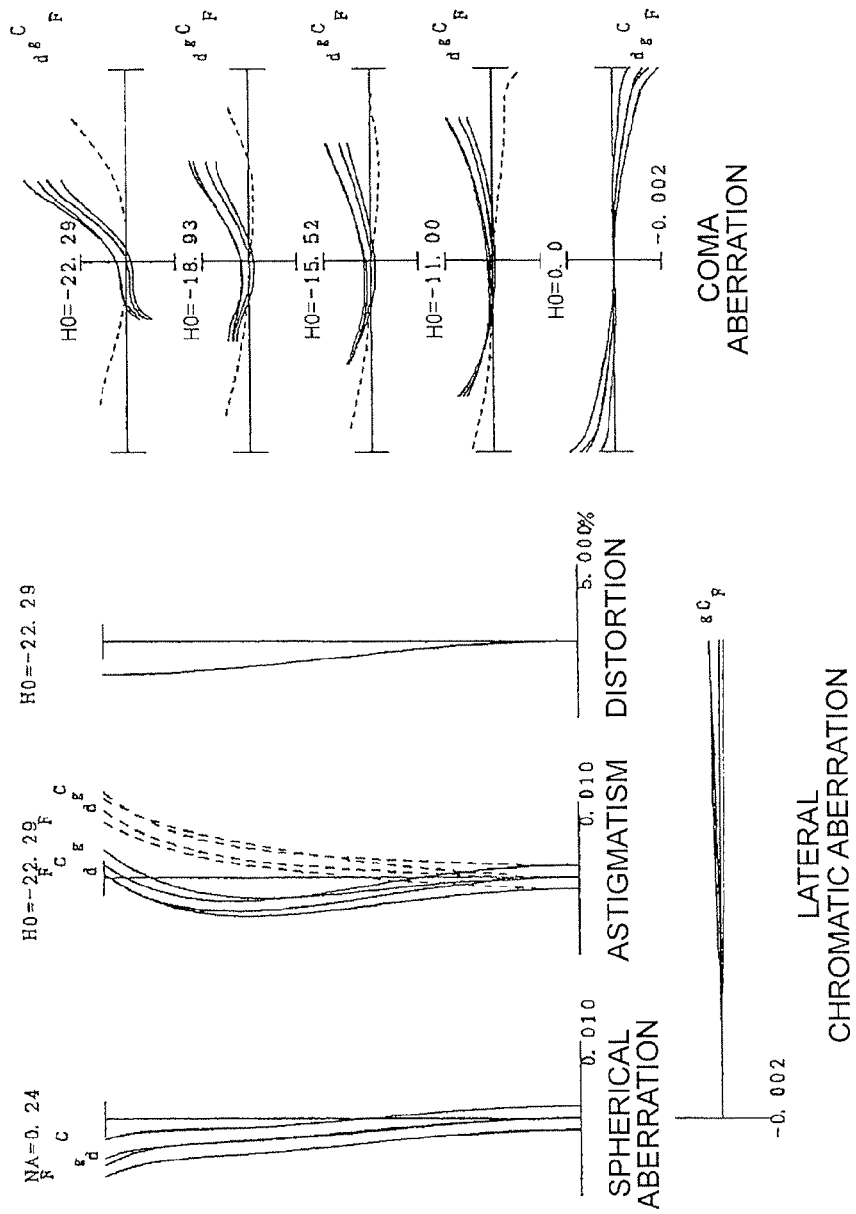 NA=0.24
F
g
d
C
0.010
SPHERICAL
ABERRATION
H0=-22.29
F
C
d
g
F
d
C
g
0.010
ASTIGMATISM
H0=-22.29
5.000%
DISTORTION
g C F
-0.002
LATERAL
CHROMATIC ABERRATION
d g C F
H0=-22.29
d g C F
H0=-18.93
d g C F
H0=-15.52
d g C F
H0=-11.00
d g C F
H0=0.0
-0.002
COMA
ABERRATION